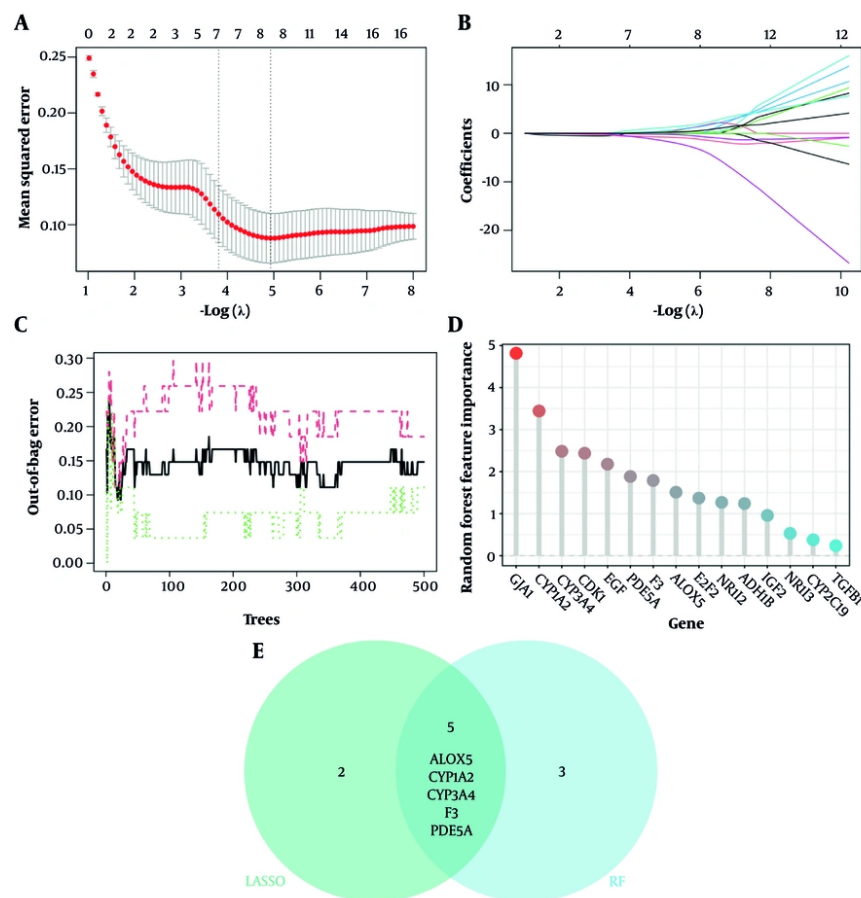 A
0 2 2 2 3 5 7 7 8 8 11 14 16 16
Mean squared error
0.25
0.20
0.15
0.10
1 2 3 4 5 6 7 8
-Log (λ)
B
2 7 8 12 12
Coefficients
10
0
-10
-20
2 4 6 8 10
-Log (λ)
C
Out-of-bag error
0.30
0.25
0.20
0.15
0.10
0.05
0.00
0 100 200 300 400 500
Trees
D
Random forest feature importance
5
4
3
2
1
0
GJA1 CYP1A2 CYP3A4 CDK1 EGF PDE5A F3 ALOX5 E2F2 NR1I2 ADH1B IGF2 NR1I3 CYP2C19 TGFB1
Gene
E
5
2
3
ALOX5
CYP1A2
CYP3A4
F3
PDE5A
LASSO
RF